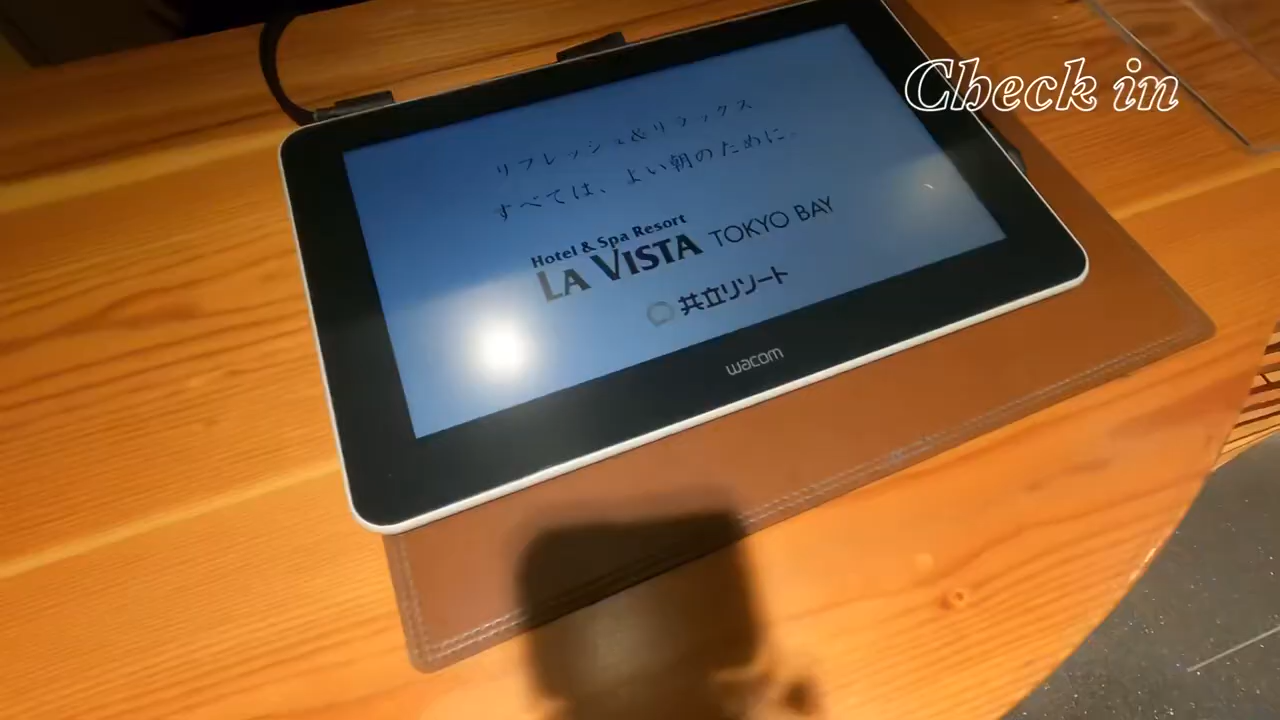 Check in
リフレッシュ&リラックス
すべては、よい朝のために。
Hotel & Spa Resort
LA VISTA TOKYO BAY
共立リゾート
wacom